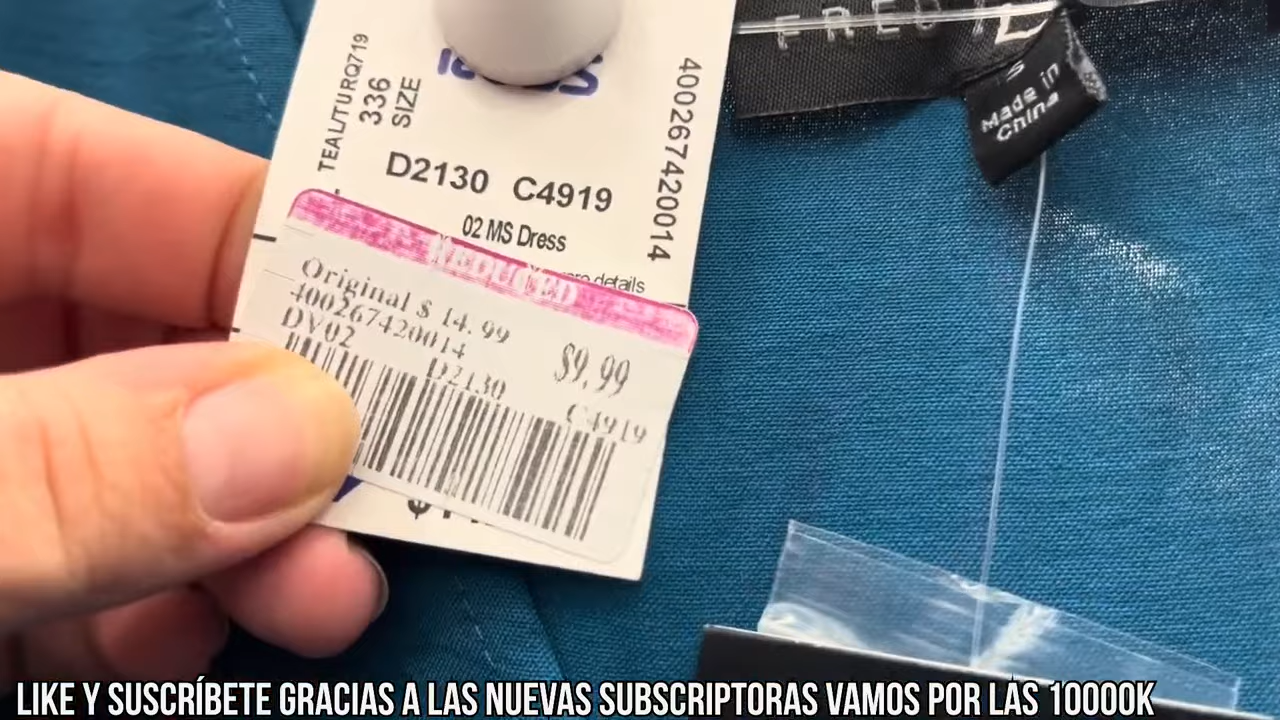 TEAL/TURQ719
336
SIZE
400267420014
D2130 C4919
02 MS Dress
details
REDUCED
Original $ 14.99
400267420014
$9.99
DV02
D2130
C4919
S
Made in
China
LIKE Y SUSCRÍBETE GRACIAS A LAS NUEVAS SUBSCRIPTORAS VAMOS POR LAS 10000K